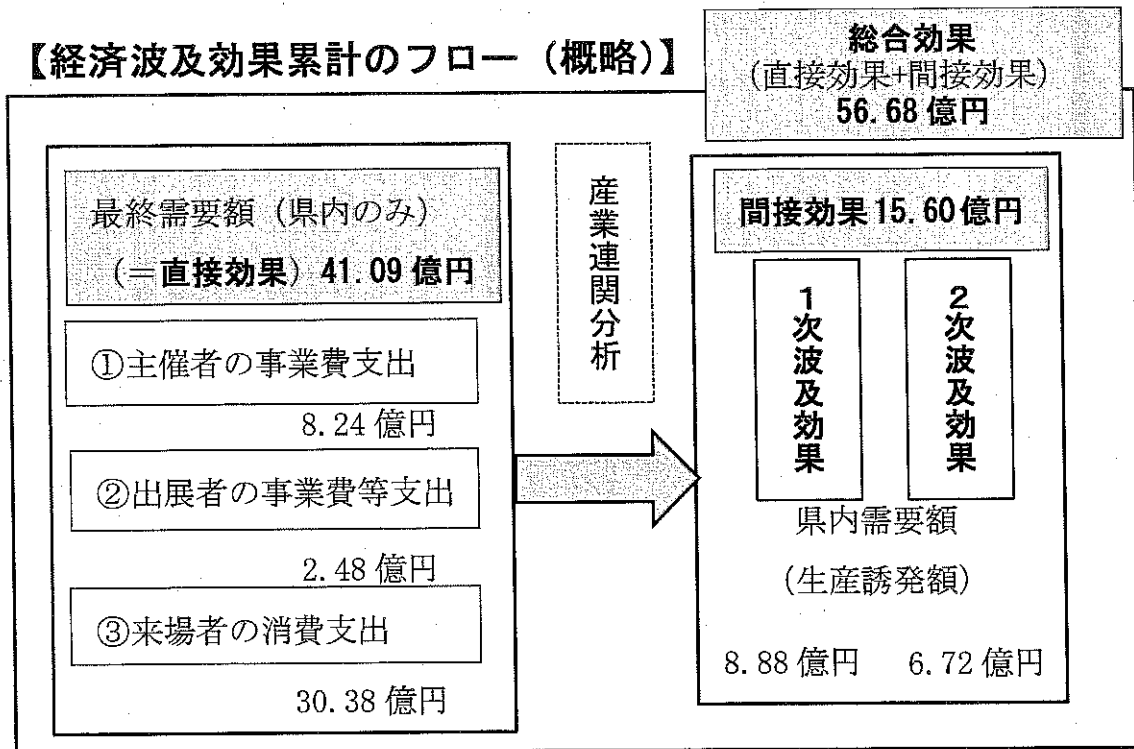 【経済波及効果累計のフロー（概略）】
総合効果
(直接効果+間接効果)
56.68億円
最終需要額（県内のみ）
(＝直接効果) 41.09億円
①主催者の事業費支出
8.24億円
②出展者の事業費等支出
2.48億円
③来場者の消費支出
30.38億円
産業連関分析
間接効果15.60億円
1次波及効果
2次波及効果
県内需要額
(生産誘発額)
8.88億円 6.72億円